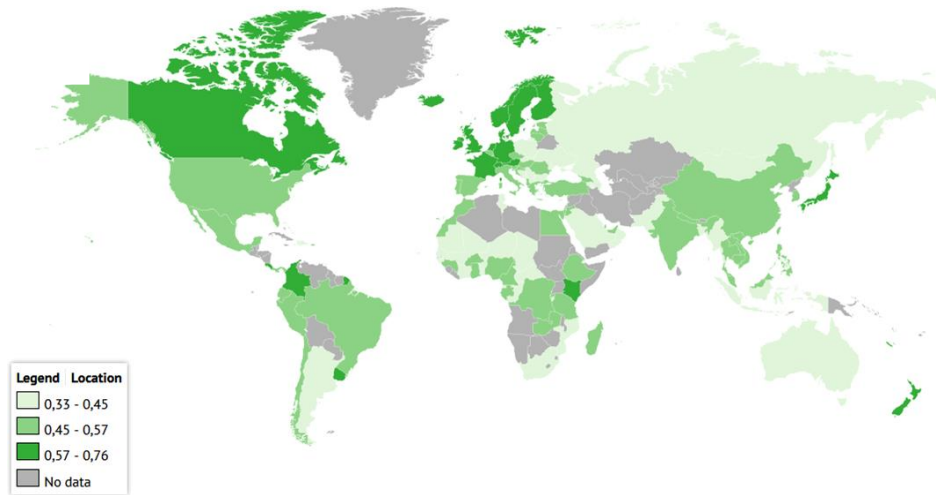 Legend Location
0,33 - 0,45
0,45 - 0,57
0,57 - 0,76
No data